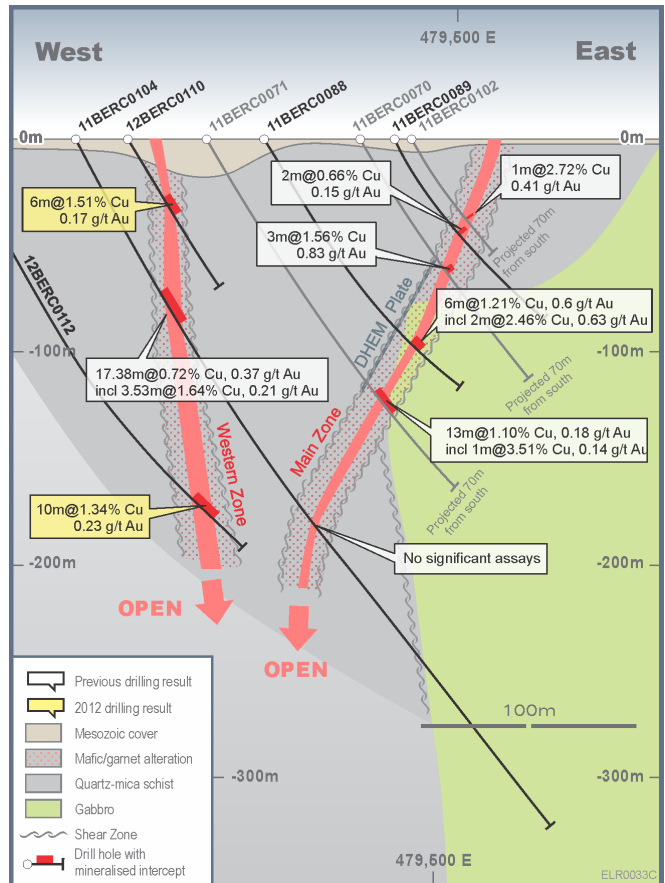 479,500 E
West
East
11BERC0104
12BERC0110
11BERC0071
11BERC0088
11BERC0070
11BERC0089
11BERC0102
0m
0m
2m@0.66% Cu
0.15 g/t Au
1m@2.72% Cu
0.41 g/t Au
6m@1.51% Cu
0.17 g/t Au
3m@1.56% Cu
0.83 g/t Au
Projected 70m
from south
12BERC0112
DHEM Plate
6m@1.21% Cu, 0.6 g/t Au
incl 2m@2.46% Cu, 0.63 g/t Au
-100m
-100m
17.38m@0.72% Cu, 0.37 g/t Au
incl 3.53m@1.64% Cu, 0.21 g/t Au
Projected 70m
from south
Western Zone
Main Zone
13m@1.10% Cu, 0.18 g/t Au
incl 1m@3.51% Cu, 0.14 g/t Au
Projected 70m
from south
10m@1.34% Cu
0.23 g/t Au
No significant assays
-200m
-200m
OPEN
OPEN
Previous drilling result
2012 drilling result
Mesozoic cover
Mafic/garnet alteration
Quartz-mica schist
Gabbro
Shear Zone
Drill hole with
mineralised intercept
100m
-300m
-300m
479,500 E
ELR0033C